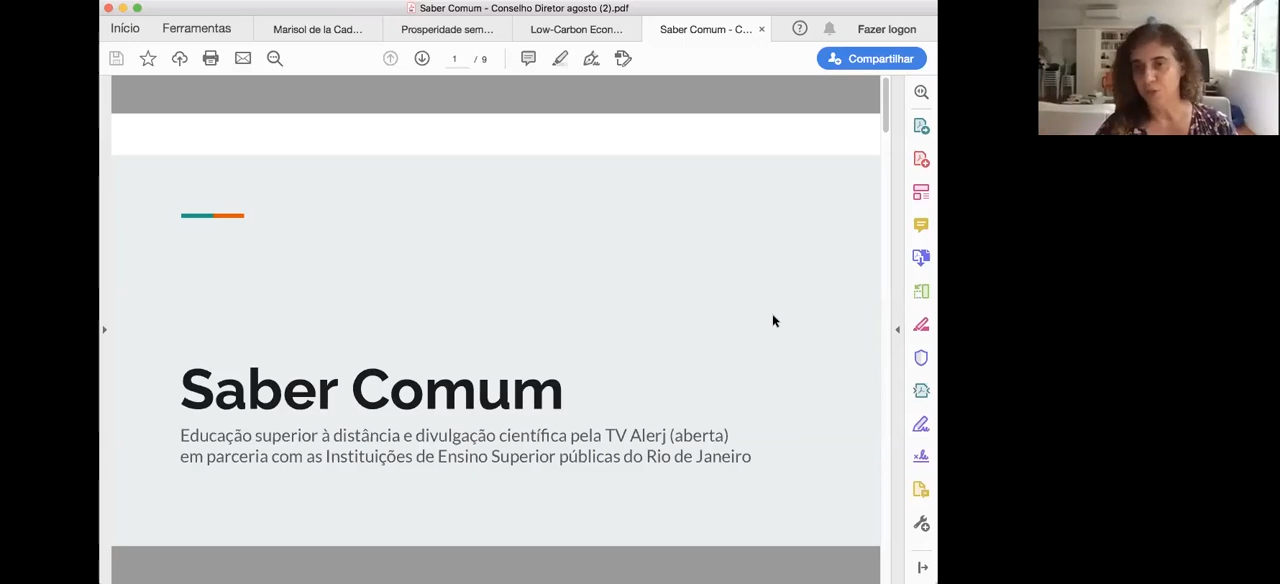 Saber Comum - Conselho Diretor agosto (2).pdf
Início
Ferramentas
Marisol de la Cad...
Prosperidade sem...
Low-Carbon Econ...
Saber Comum - C... ×
Fazer logon
1 / 9
Compartilhar
Saber Comum
Educação superior à distância e divulgação científica pela TV Alerj (aberta)
em parceria com as Instituições de Ensino Superior públicas do Rio de Janeiro